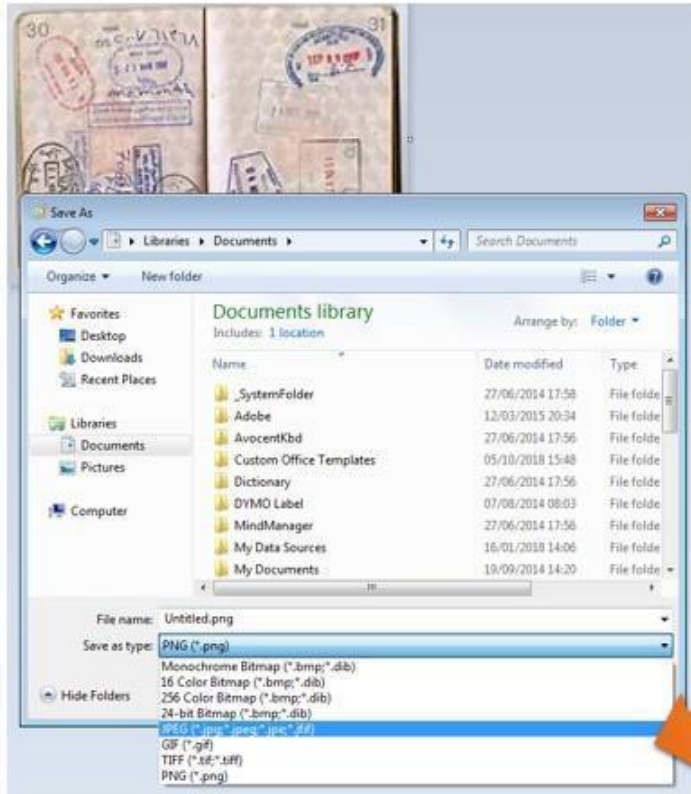 30
31
Save As
Libraries ▸ Documents ▸
Search Documents
Organize
New folder
Favorites
Desktop
Downloads
Recent Places
Libraries
Documents
Pictures
Computer
Documents library
Includes: 1 location
Arrange by: Folder
Name Date modified Type
_SystemFolder 27/06/2014 17:58 File folde
Adobe 12/03/2015 20:34 File folde
AvocentKbd 27/06/2014 17:56 File folde
Custom Office Templates 05/10/2018 15:48 File folde
Dictionary 27/06/2014 17:56 File folde
DYMO Label 07/08/2014 08:03 File folde
MindManager 27/06/2014 17:56 File folde
My Data Sources 16/01/2018 14:06 File folde
My Documents 19/09/2014 14:20 File folde
File name: Untitled.png
Save as type: PNG (*.png)
Monochrome Bitmap (*.bmp;*.dib)
16 Color Bitmap (*.bmp;*.dib)
256 Color Bitmap (*.bmp;*.dib)
24-bit Bitmap (*.bmp;*.dib)
JPEG (*.jpg;*.jpeg;*.jpe;*.jfif)
GIF (*.gif)
TIFF (*.tif;*.tiff)
PNG (*.png)
Hide Folders